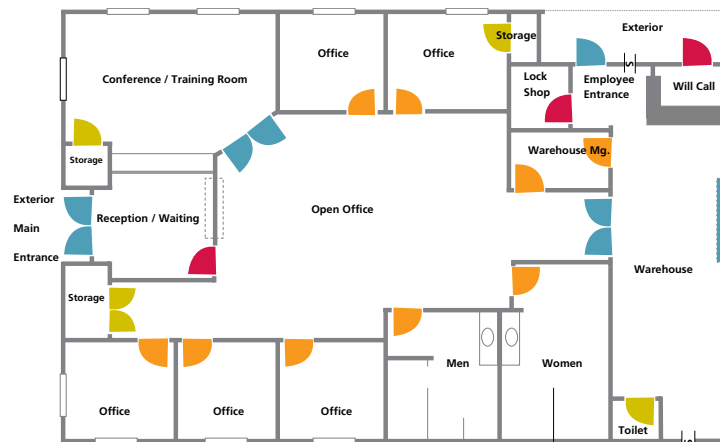 Exterior
Storage
Office
Office
Conference / Training Room
Lock
Shop
Employee
Entrance
Will Call
Storage
Warehouse Mg.
Exterior
Main
Entrance
Reception / Waiting
Open Office
Warehouse
Storage
Men
Women
Office
Office
Office
Toilet
S
S